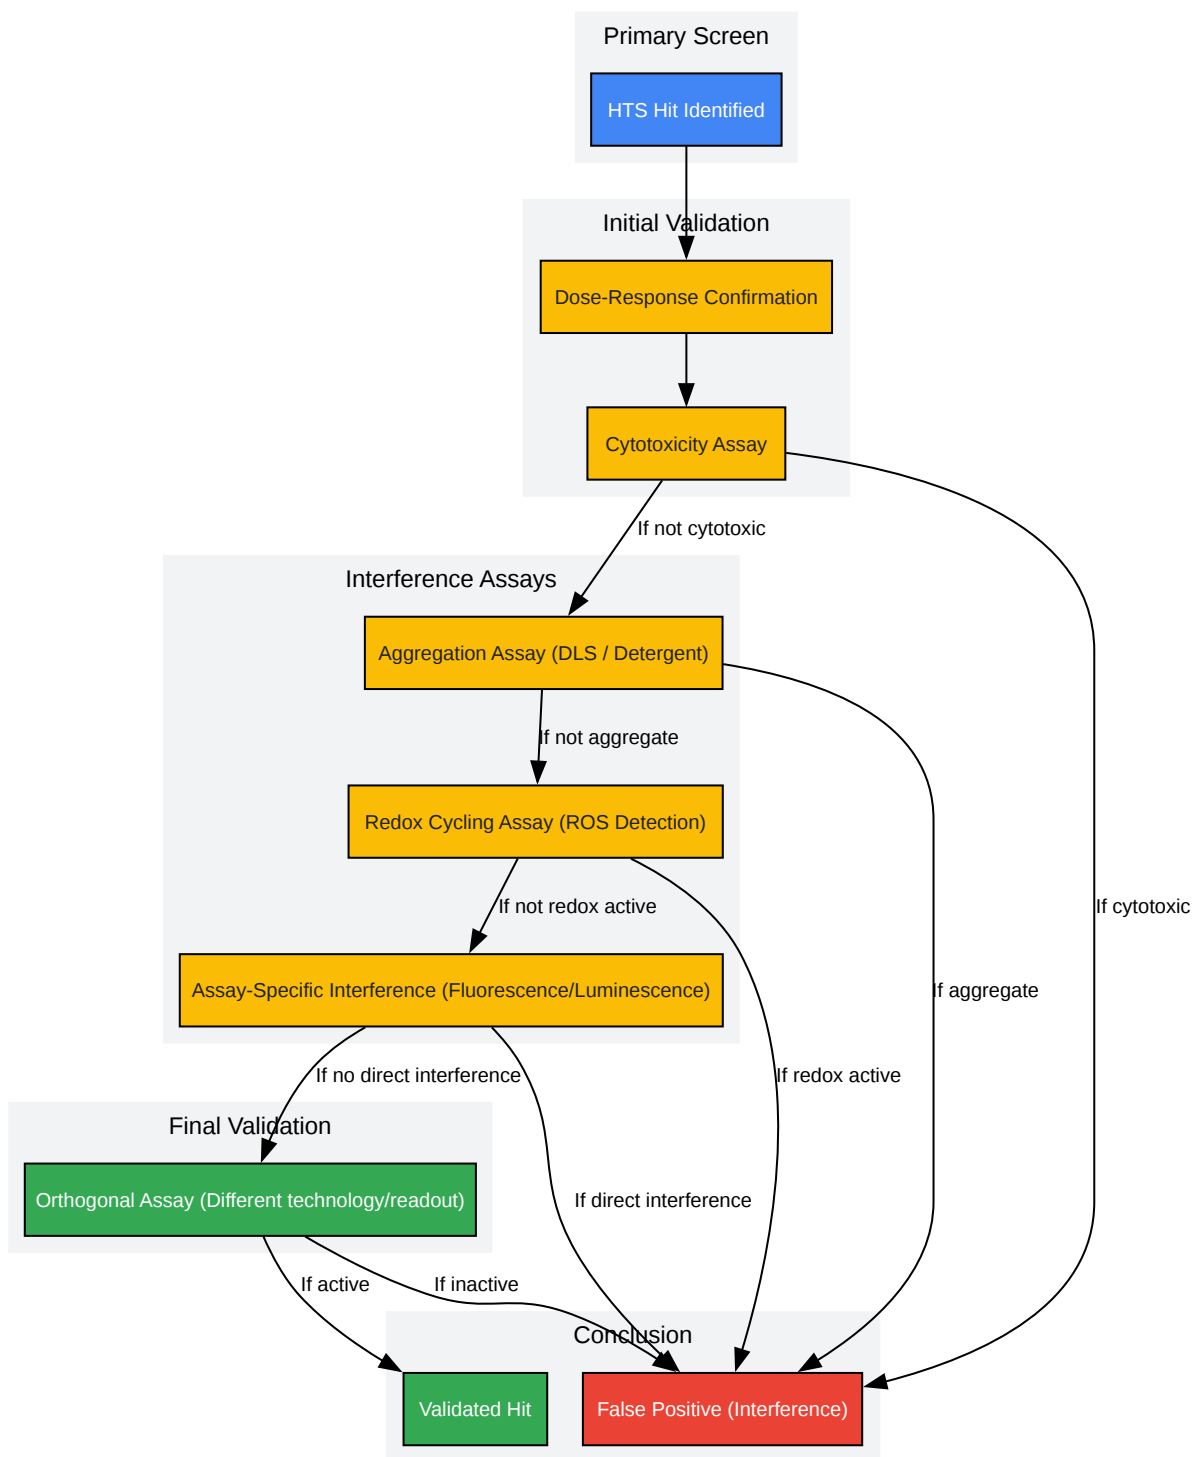 Primary Screen
HTS Hit Identified
Initial Validation
Dose-Response Confirmation
Cytotoxicity Assay
If not cytotoxic
Interference Assays
Aggregation Assay (DLS / Detergent)
If not aggregate
Redox Cycling Assay (ROS Detection)
If not redox active
If cytotoxic
Assay-Specific Interference (Fluorescence/Luminescence)
If aggregate
If no direct interference
If redox active
Final Validation
Orthogonal Assay (Different technology/readout)
If direct interference
If active
If inactive
Conclusion
Validated Hit
False Positive (Interference)